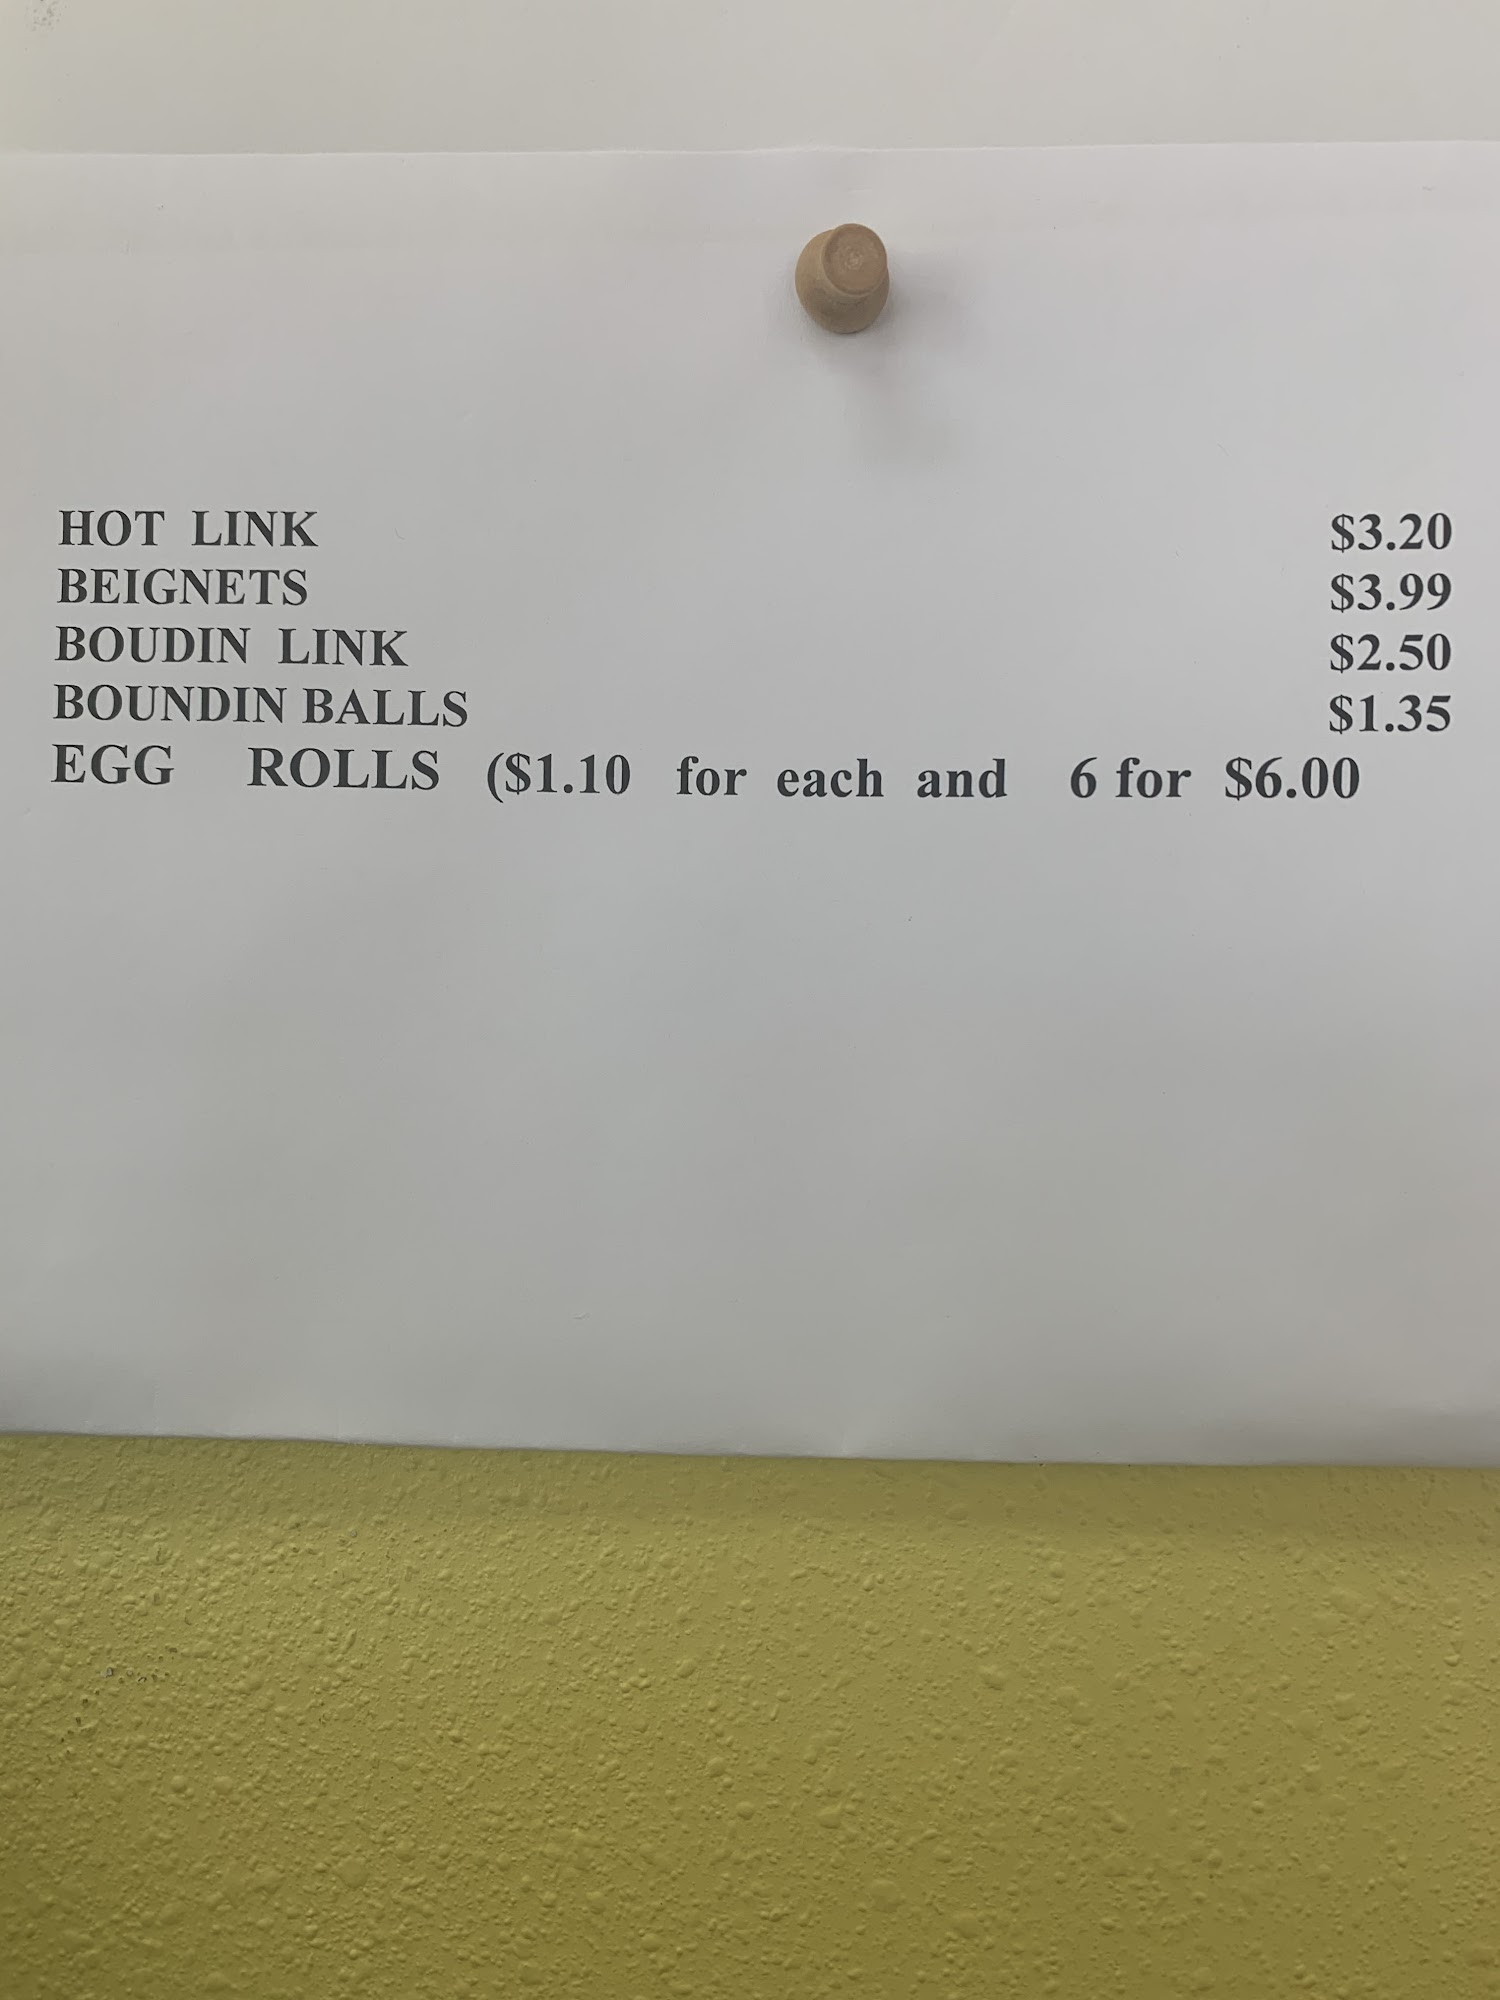 HOT LINK $3.20
BEIGNETS $3.99
BOUDIN LINK $2.50
BOUNDIN BALLS $1.35
EGG ROLLS ($1.10 for each and 6 for $6.00